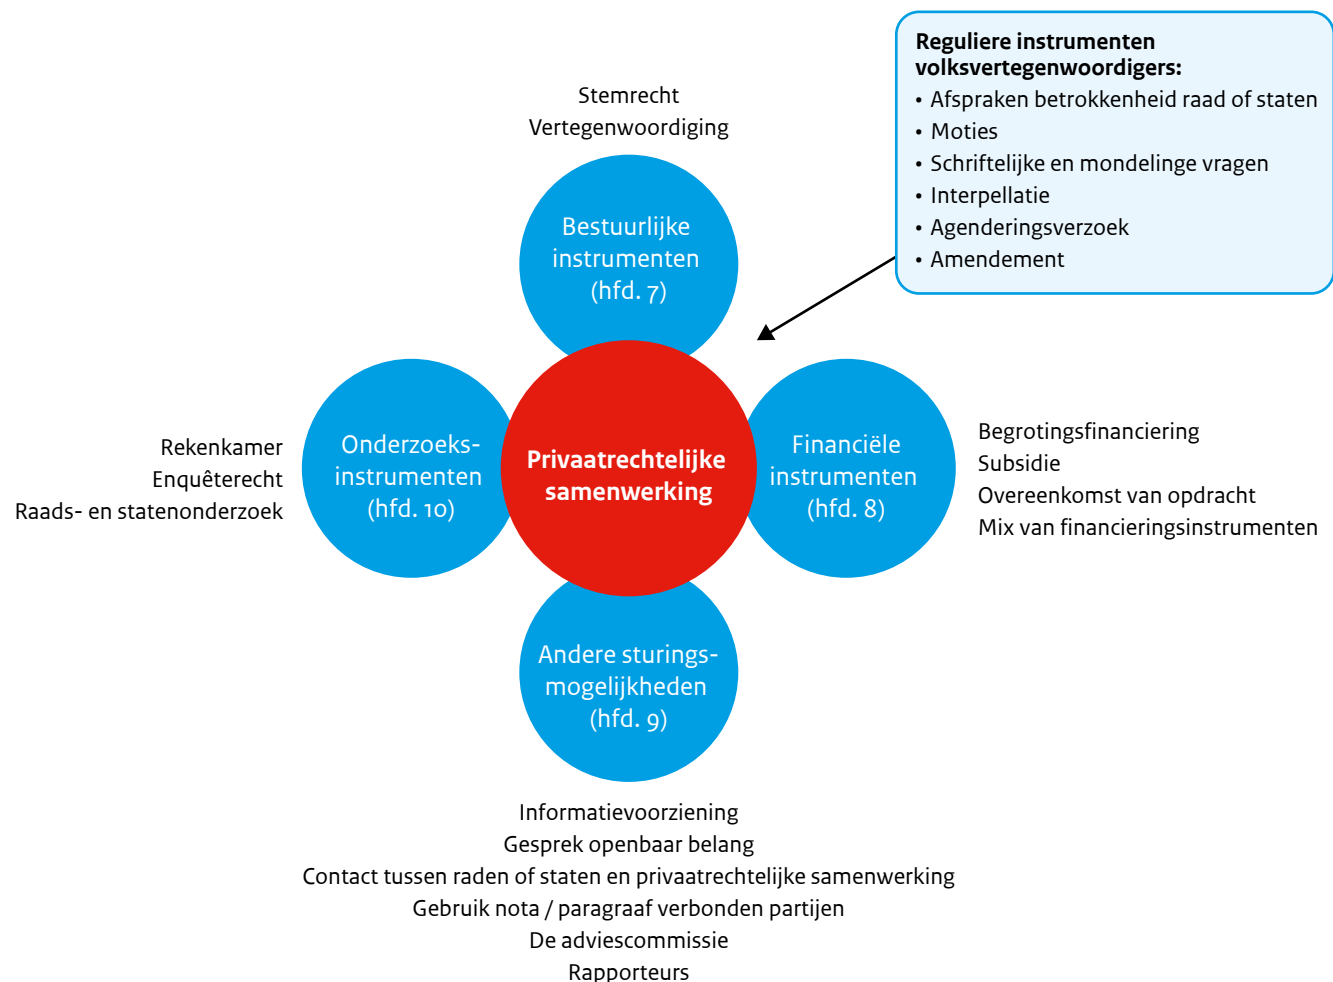 Reguliere instrumenten
volksvertegenwoordigers:
• Afspraken betrokkenheid raad of staten
• Moties
• Schriftelijke en mondelinge vragen
• Interpellatie
• Agenderingsverzoek
• Amendement
Stemrecht
Vertegenwoordiging
Bestuurlijke
instrumenten
(hfd. 7)
Rekenkamer
Enquêterecht
Raads- en statenonderzoek
Onderzoeks-
instrumenten
(hfd. 10)
Privaatrechtelijke
samenwerking
Financiële
instrumenten
(hfd. 8)
Begrotingsfinanciering
Subsidie
Overeenkomst van opdracht
Mix van financieringsinstrumenten
Andere sturings-
mogelijkheden
(hfd. 9)
Informatievoorziening
Gesprek openbaar belang
Contact tussen raden of staten en privaatrechtelijke samenwerking
Gebruik nota / paragraaf verbonden partijen
De adviescommissie
Rapporteurs